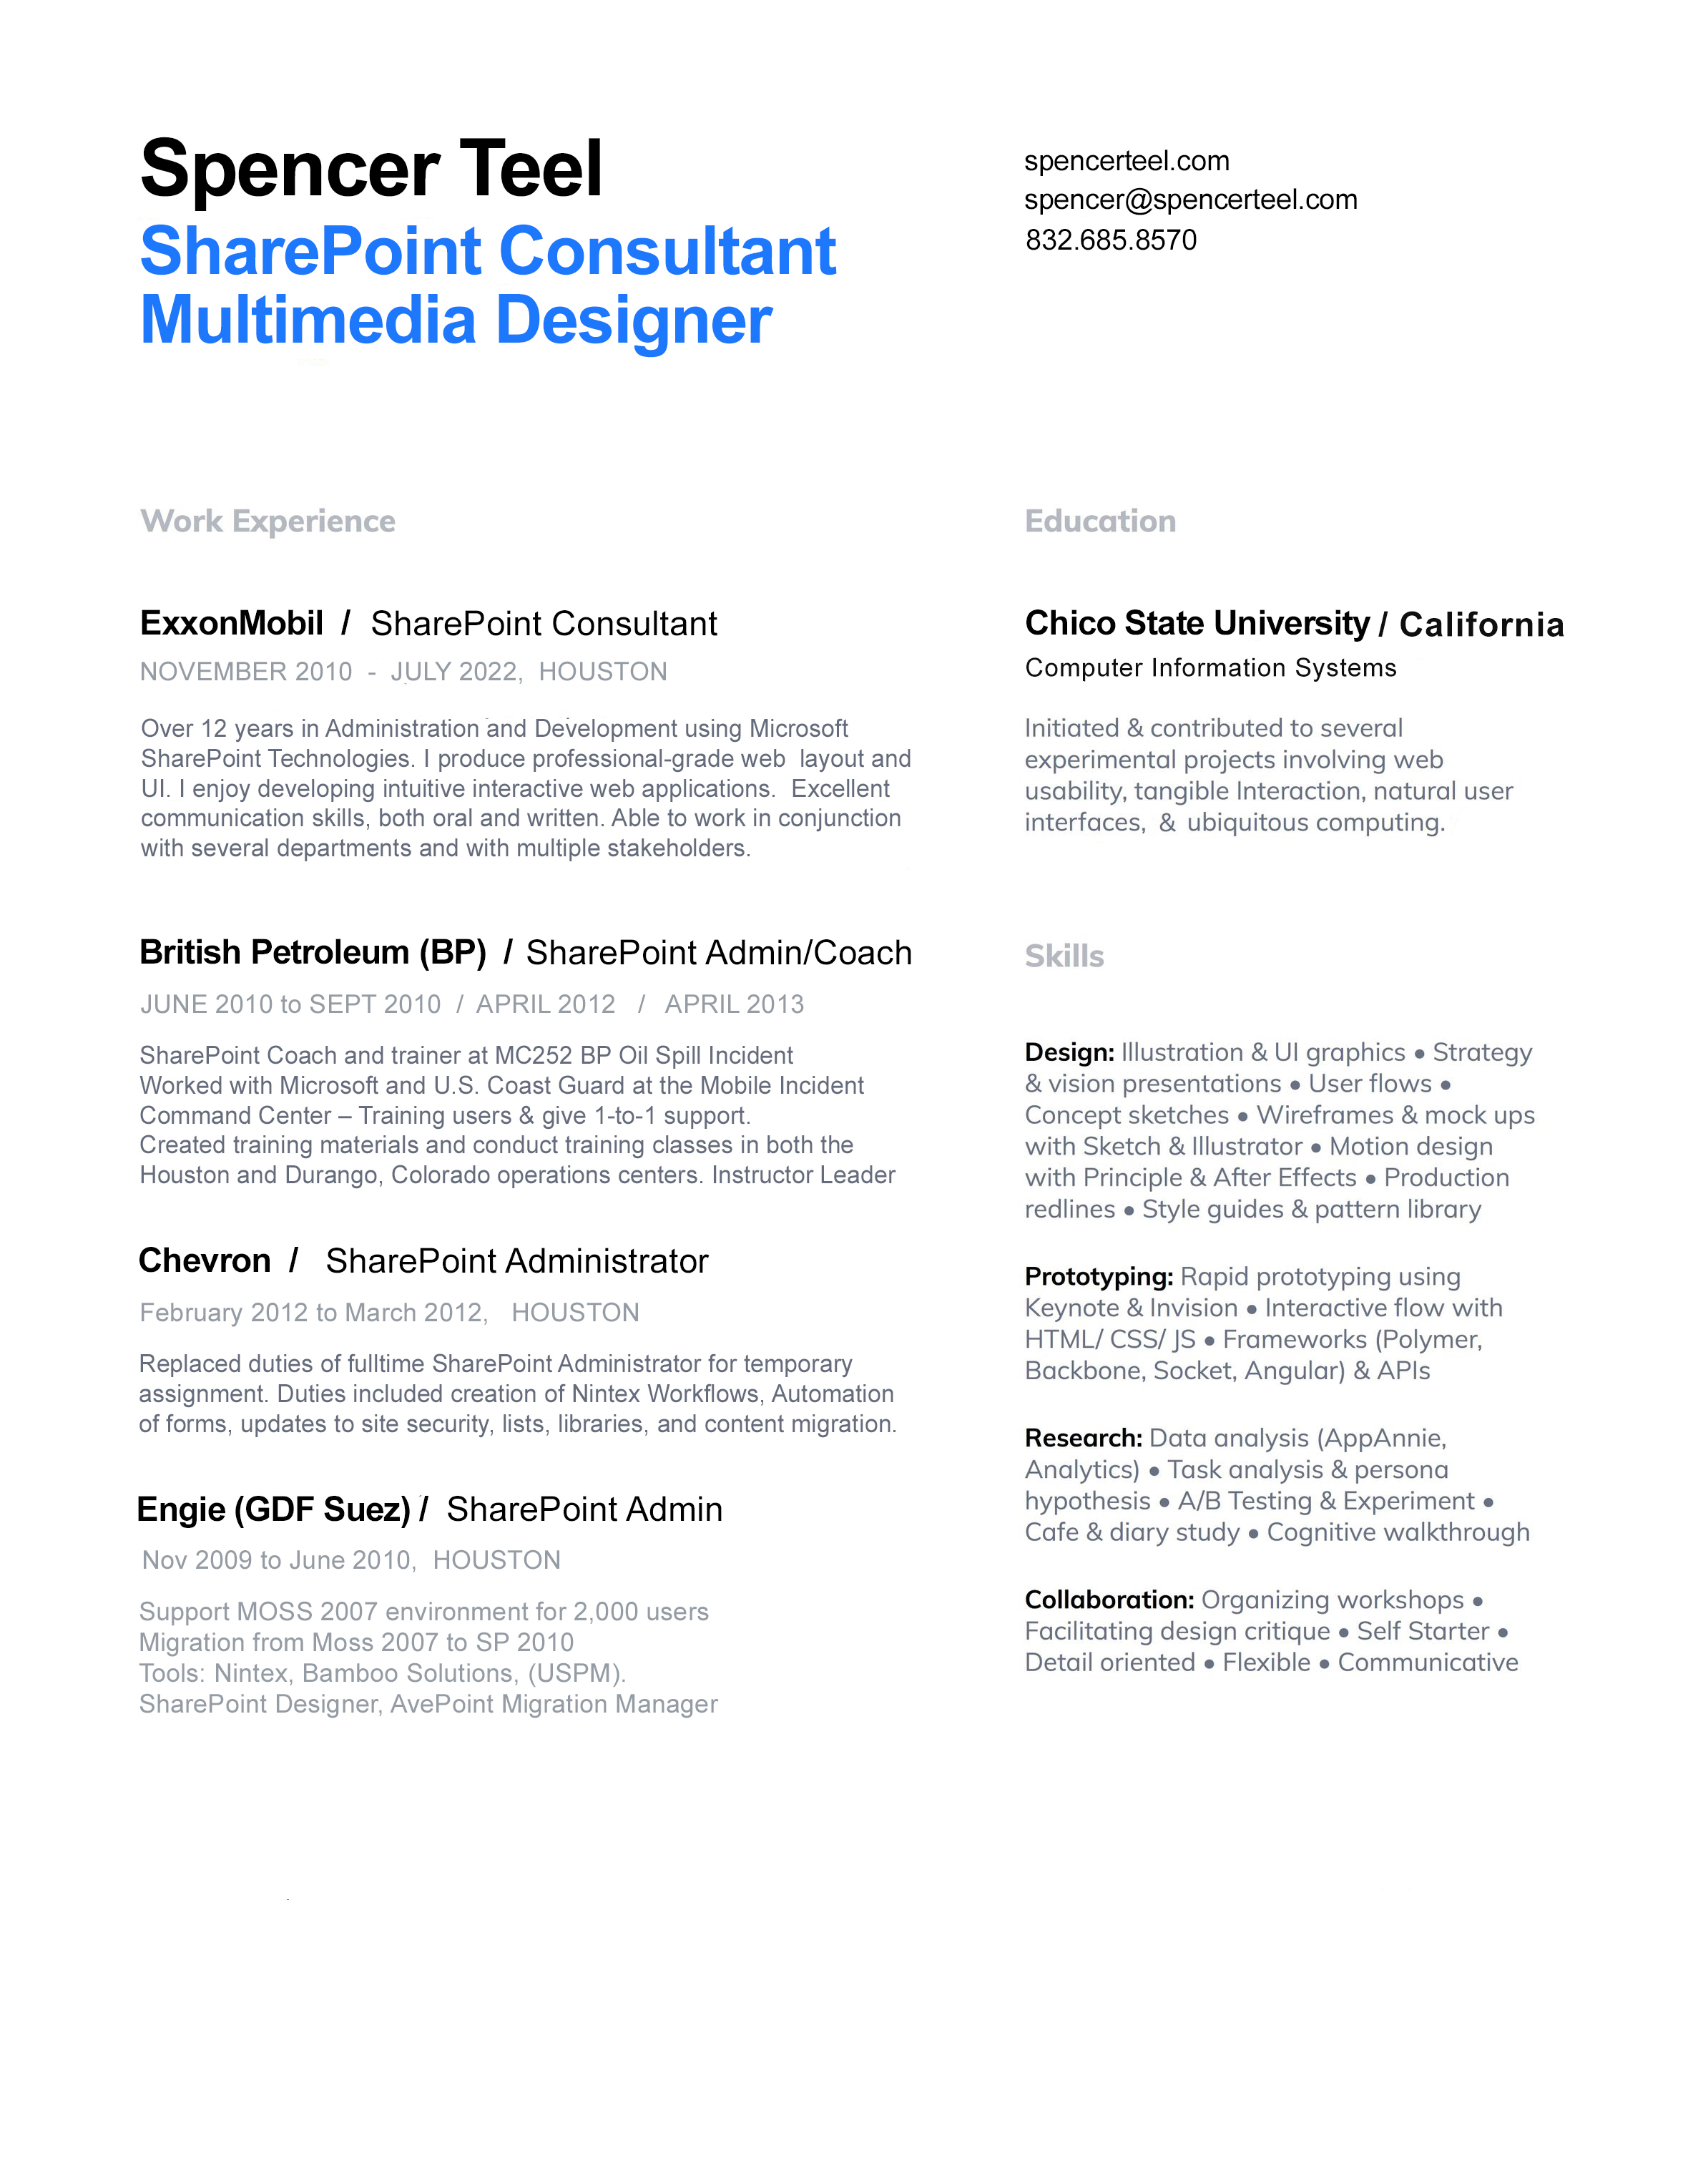 Spencer Teel
SharePoint Consultant
Multimedia Designer
spencerteel.com
spencer@spencerteel.com
832.685.8570
Work Experience
ExxonMobil / SharePoint Consultant
NOVEMBER 2010 - JULY 2022, HOUSTON
Over 12 years in Administration and Development using Microsoft
SharePoint Technologies. I produce professional-grade web layout and
UI. I enjoy developing intuitive interactive web applications. Excellent
communication skills, both oral and written. Able to work in conjunction
with several departments and with multiple stakeholders.
British Petroleum (BP) / SharePoint Admin/Coach
JUNE 2010 to SEPT 2010 / APRIL 2012 / APRIL 2013
SharePoint Coach and trainer at MC252 BP Oil Spill Incident
Worked with Microsoft and U.S. Coast Guard at the Mobile Incident
Command Center – Training users & give 1-to-1 support.
Created training materials and conduct training classes in both the
Houston and Durango, Colorado operations centers. Instructor Leader
Chevron / SharePoint Administrator
February 2012 to March 2012, HOUSTON
Replaced duties of fulltime SharePoint Administrator for temporary
assignment. Duties included creation of Nintex Workflows, Automation
of forms, updates to site security, lists, libraries, and content migration.
Engie (GDF Suez) / SharePoint Admin
Nov 2009 to June 2010, HOUSTON
Support MOSS 2007 environment for 2,000 users
Migration from Moss 2007 to SP 2010
Tools: Nintex, Bamboo Solutions, (USPM).
SharePoint Designer, AvePoint Migration Manager
Education
Chico State University / California
Computer Information Systems
Initiated & contributed to several
experimental projects involving web
usability, tangible Interaction, natural user
interfaces, & ubiquitous computing.
Skills
Design: Illustration & UI graphics • Strategy
& vision presentations • User flows •
Concept sketches • Wireframes & mock ups
with Sketch & Illustrator • Motion design
with Principle & After Effects • Production
redlines • Style guides & pattern library
Prototyping: Rapid prototyping using
Keynote & Invision • Interactive flow with
HTML/ CSS/ JS • Frameworks (Polymer,
Backbone, Socket, Angular) & APIs
Research: Data analysis (AppAnnie,
Analytics) • Task analysis & persona
hypothesis • A/B Testing & Experiment •
Cafe & diary study • Cognitive walkthrough
Collaboration: Organizing workshops •
Facilitating design critique • Self Starter •
Detail oriented • Flexible • Communicative